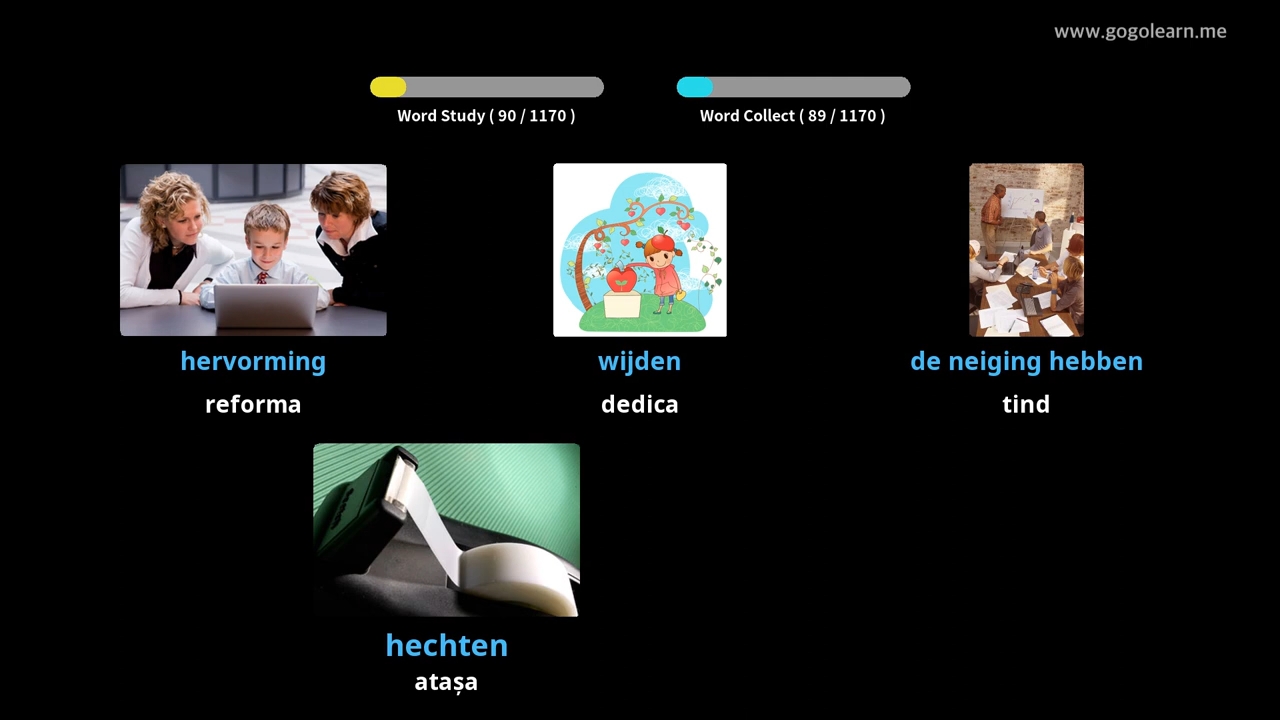 www.gogolearn.me
Word Study ( 90 / 1170 )
Word Collect ( 89 / 1170 )
hervorming
reforma
wijden
dedica
de neiging hebben
tind
hechten
atașa